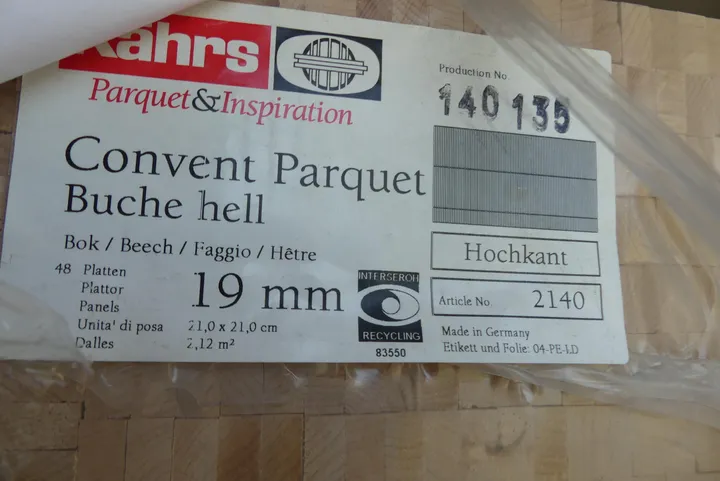 Kährs
Parquet&Inspiration
Convent Parquet
Buche hell
Bok / Beech / Faggio / Hêtre
48 Platten
Plattor
Panels
Unita' di posa
Dalles
19 mm
21,0 x 21,0 cm
2,12 m²
INTERSEROH
RECYCLING
83550
Production No.
140 135
Hochkant
Article No. 2140
Made in Germany
Etikett und Folie: 04-PE-LD